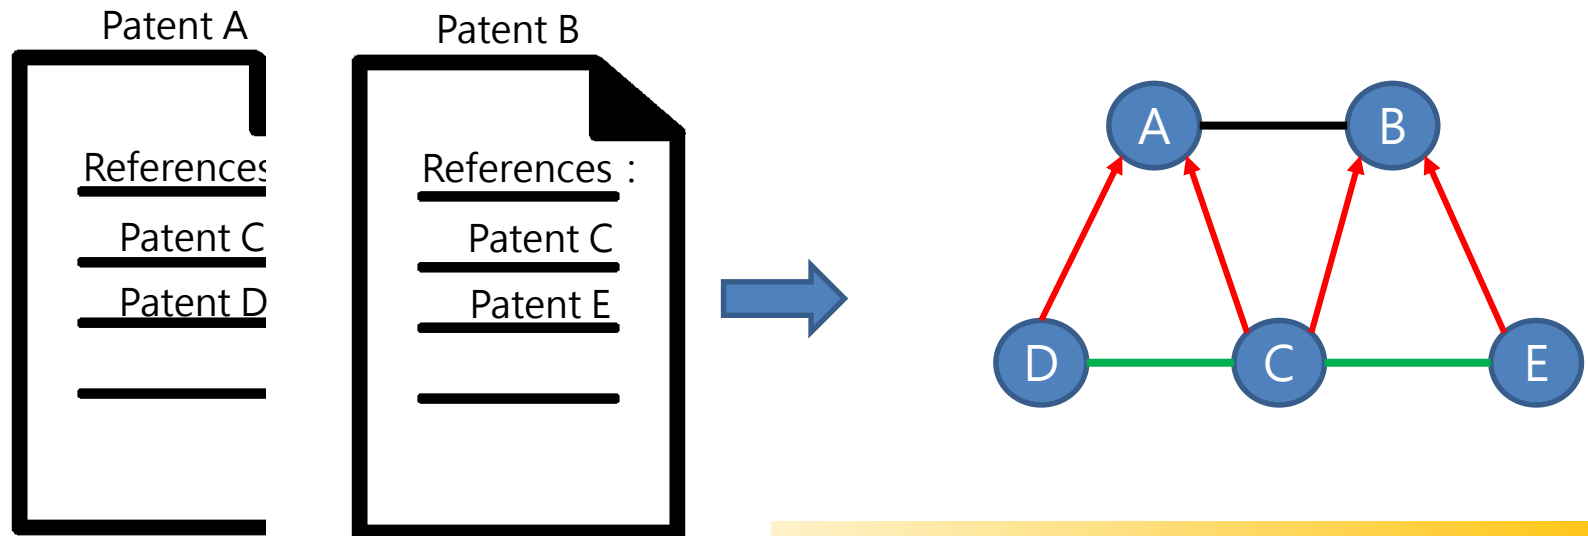 Patent A
References
Patent C
Patent D
Patent B
References :
Patent C
Patent E
A
B
D
C
E